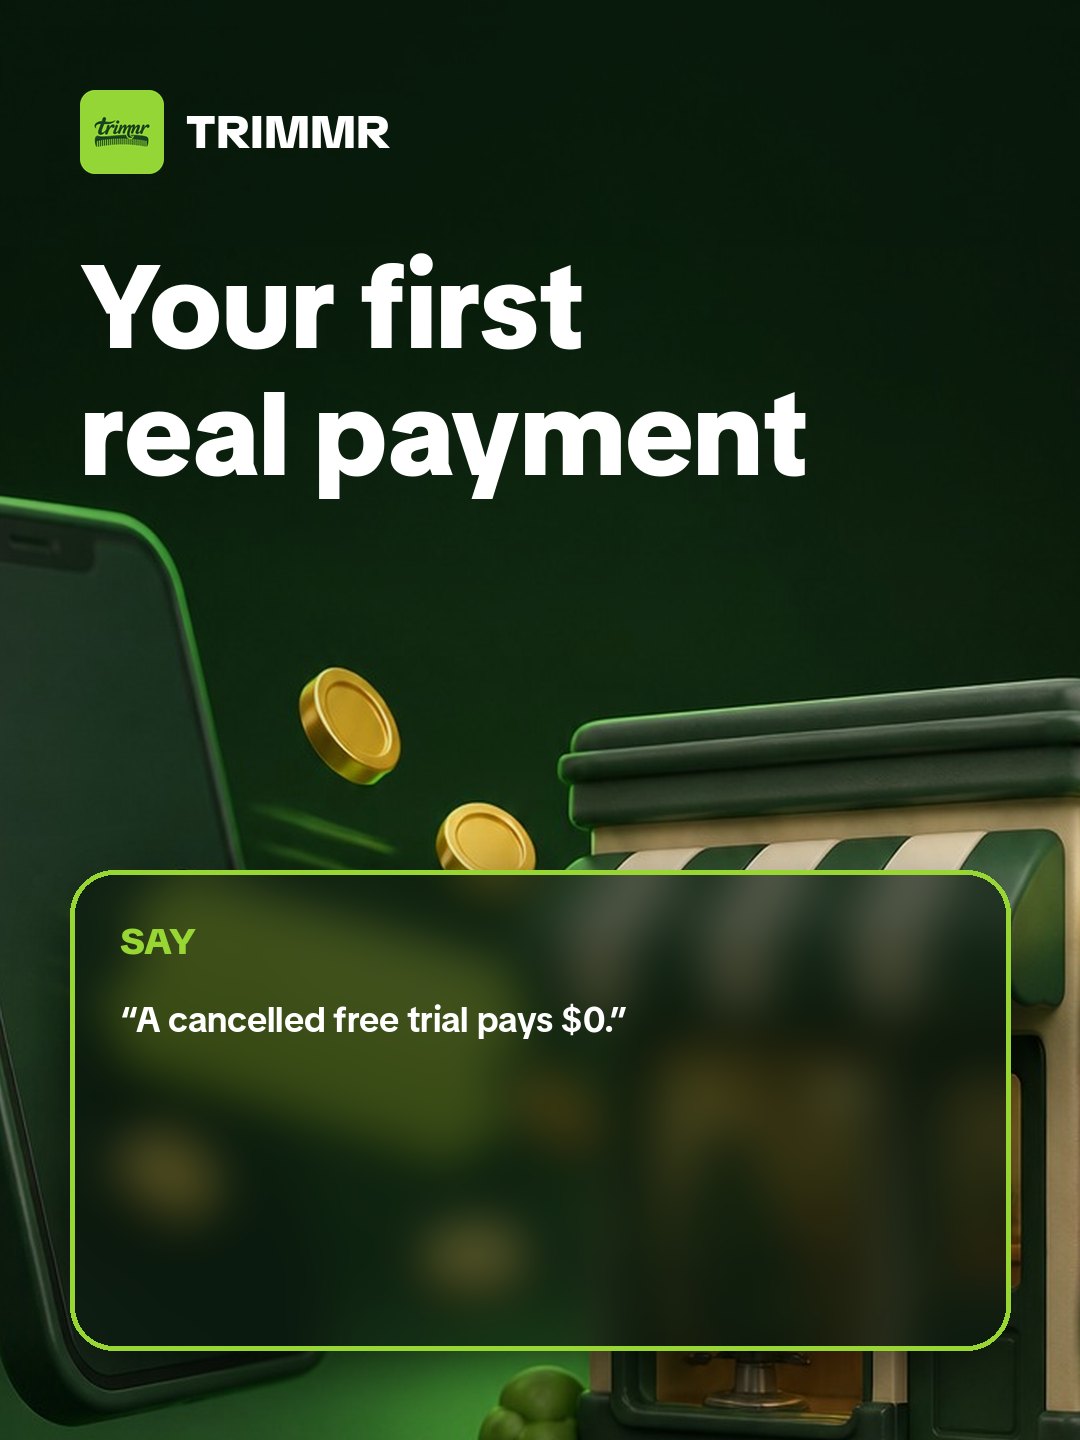 trimmr
TRIMMR
Your first
real payment
SAY
“A cancelled free trial pays $0.”